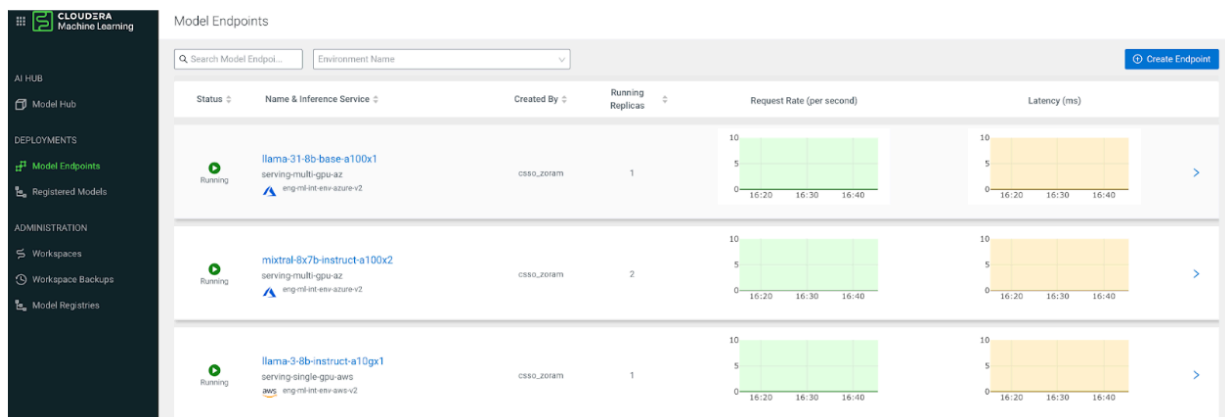 CLOUDERA
Machine Learning
AI HUB
Model Hub
DEPLOYMENTS
Model Endpoints
Registered Models
ADMINISTRATION
Workspaces
Workspace Backups
Model Registries
Model Endpoints
Search Model Endpoi...
Environment Name
Create Endpoint
Status
Name & Inference Service
Created By
Running
Replicas
Request Rate (per second)
Latency (ms)
Running
llama-31-8b-base-a100x1
serving-multi-gpu-az
eng-ml-int-env-azure-v2
csso_zoram
1
10
5
0
16:20 16:30 16:40
10
5
0
16:20 16:30 16:40
Running
mixtral-8x7b-instruct-a100x2
serving-multi-gpu-az
eng-ml-int-env-azure-v2
csso_zoram
2
10
5
0
16:20 16:30 16:40
10
5
0
16:20 16:30 16:40
Running
llama-3-8b-instruct-a10gx1
serving-single-gpu-aws
aws eng-ml-int-env-aws-v2
csso_zoram
1
10
5
0
16:20 16:30 16:40
10
5
0
16:20 16:30 16:40